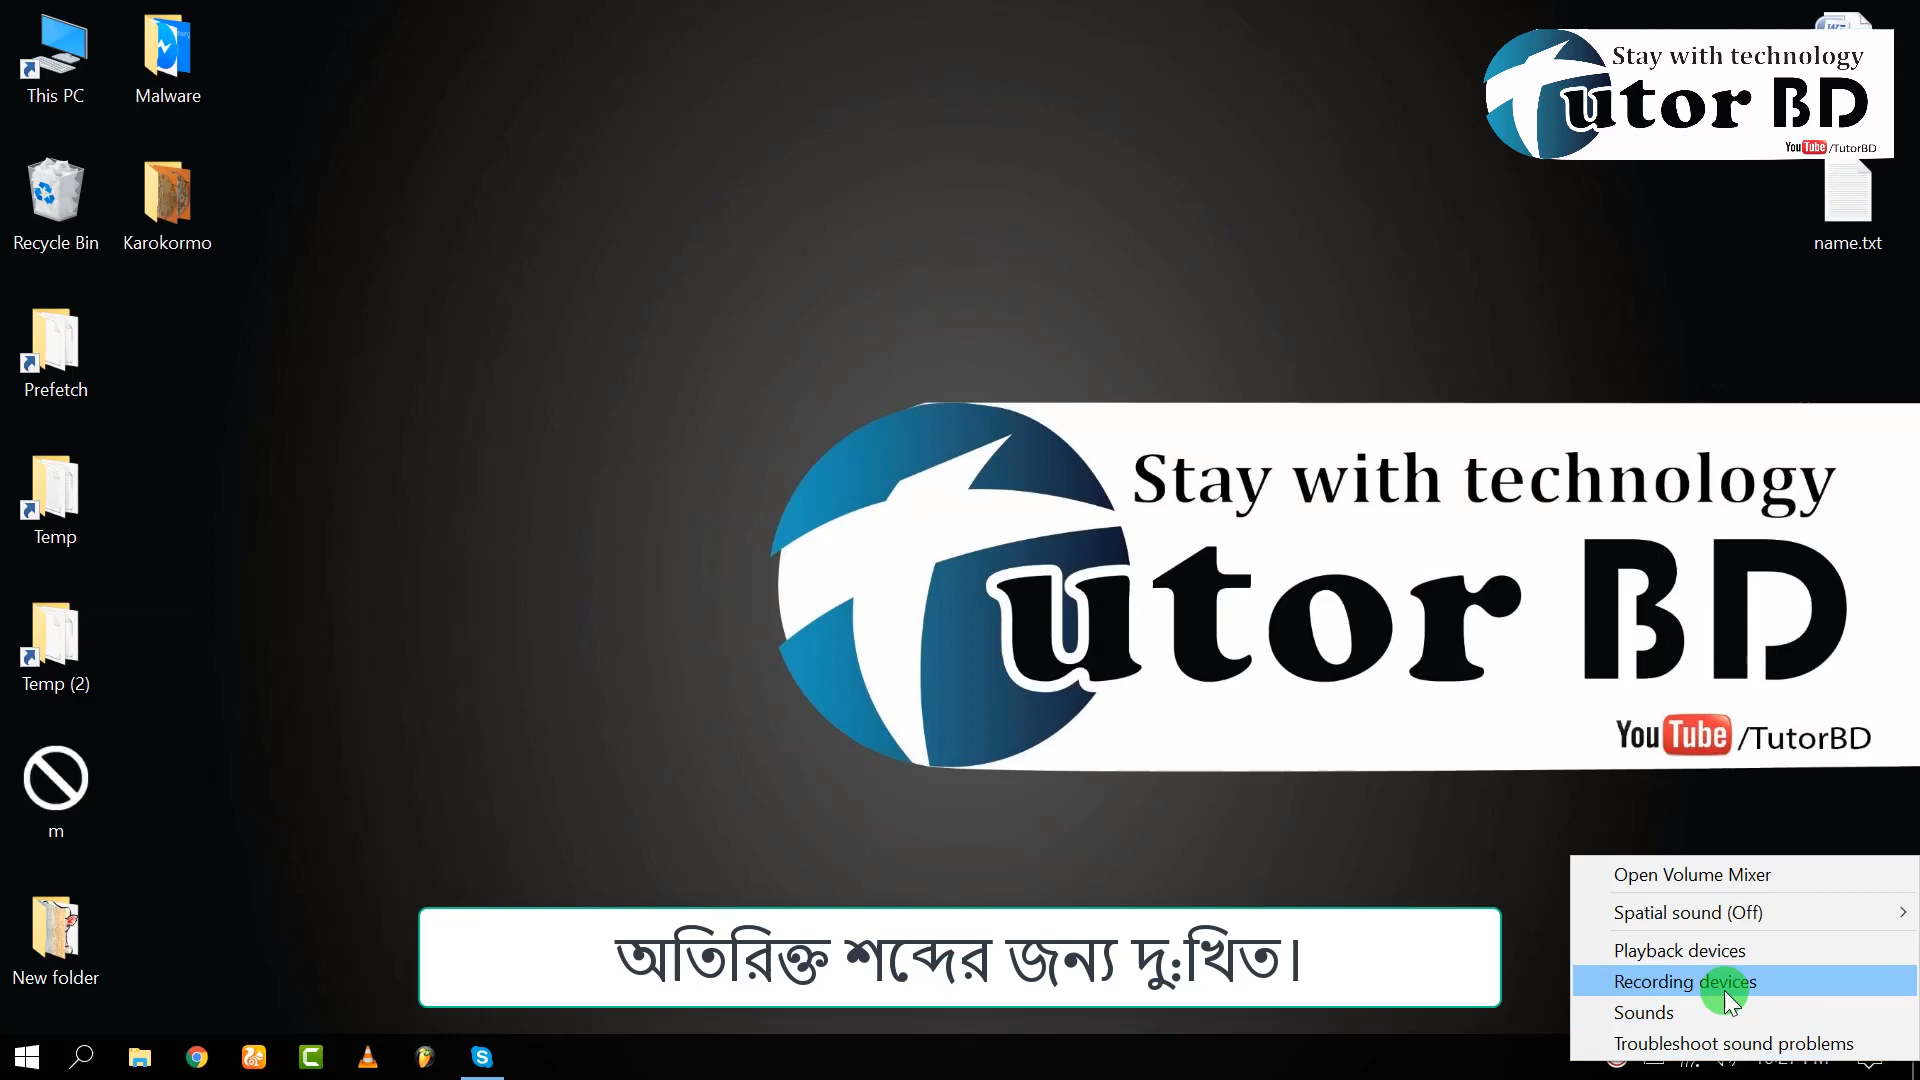 This PC
Malware
Stay with technology
Tutor BD
YouTube /TutorBD
Recycle Bin
Karokormo
name.txt
Prefetch
Temp
Stay with technology
Tutor BD
YouTube /TutorBD
Temp (2)
m
New folder
অতিরিক্ত শব্দের জন্য দু:খিত।
Open Volume Mixer
Spatial sound (Off)
Playback devices
Recording devices
Sounds
Troubleshoot sound problems